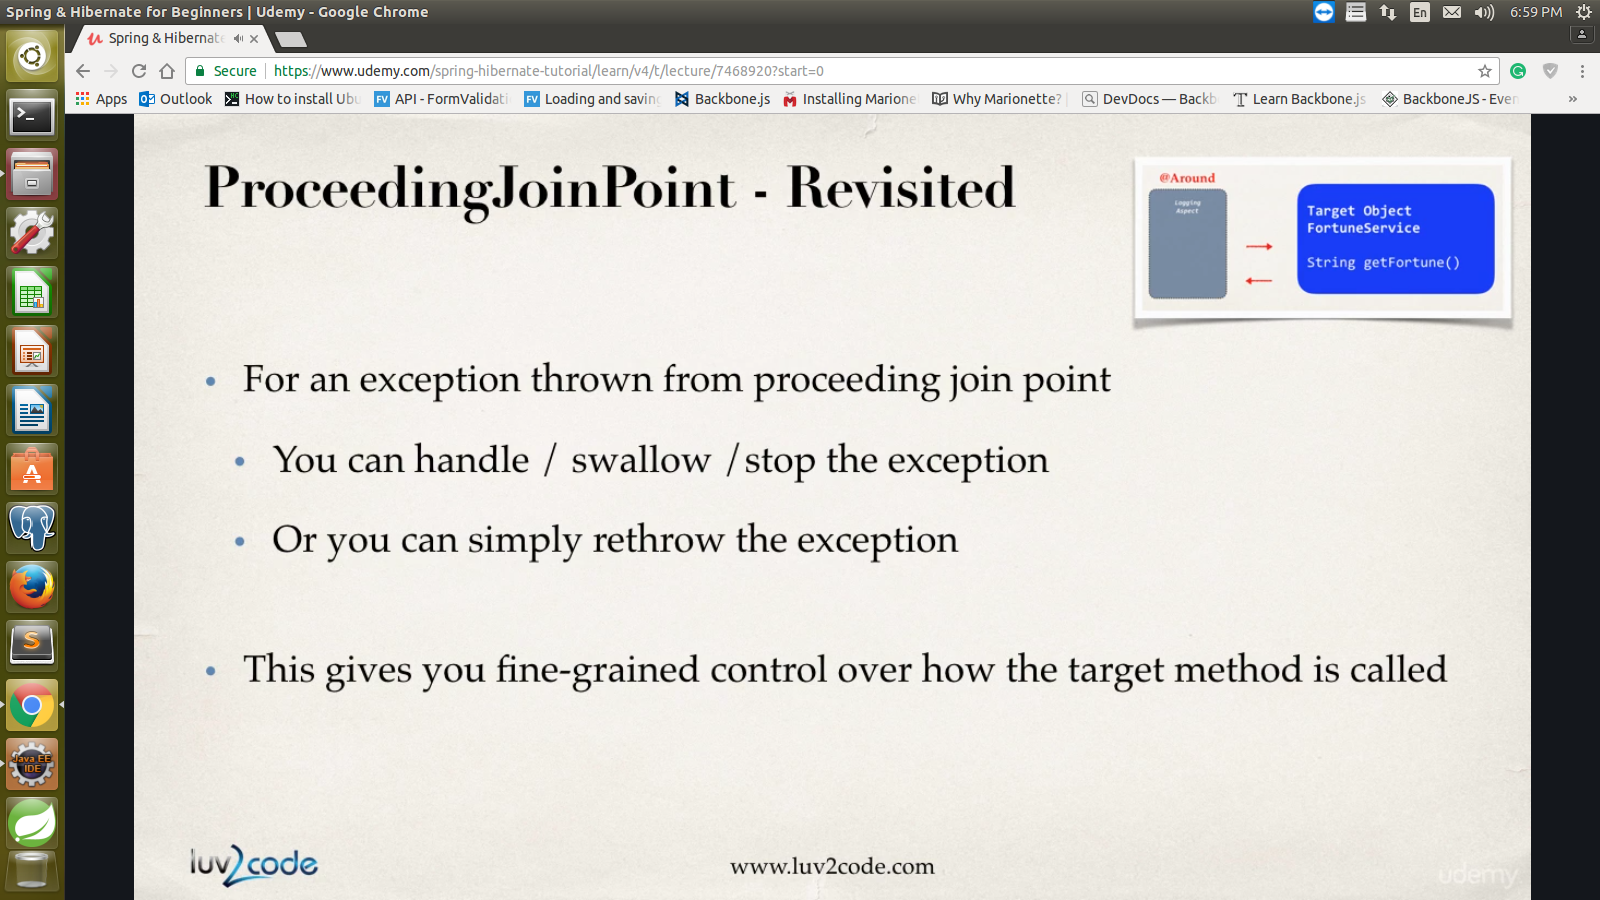 Spring & Hibernate for Beginners | Udemy - Google Chrome
En
6:59 PM
Spring & Hibernate
Secure
https://www.udemy.com/spring-hibernate-tutorial/learn/v4/t/lecture/7468920?start=0
Apps
Outlook
How to install Ubu
API - FormValidati
Loading and saving
Backbone.js
Installing Marione
Why Marionette?
DevDocs — Backb
Learn Backbone.js
BackboneJS - Even
»
ProceedingJoinPoint - Revisited
@Around
Logging
Aspect
Target Object
FortuneService
String getFortune()
• For an exception thrown from proceeding join point
• You can handle / swallow /stop the exception
• Or you can simply rethrow the exception
• This gives you fine-grained control over how the target method is called
Java EE
IDE
luv2code
www.luv2code.com
udemy